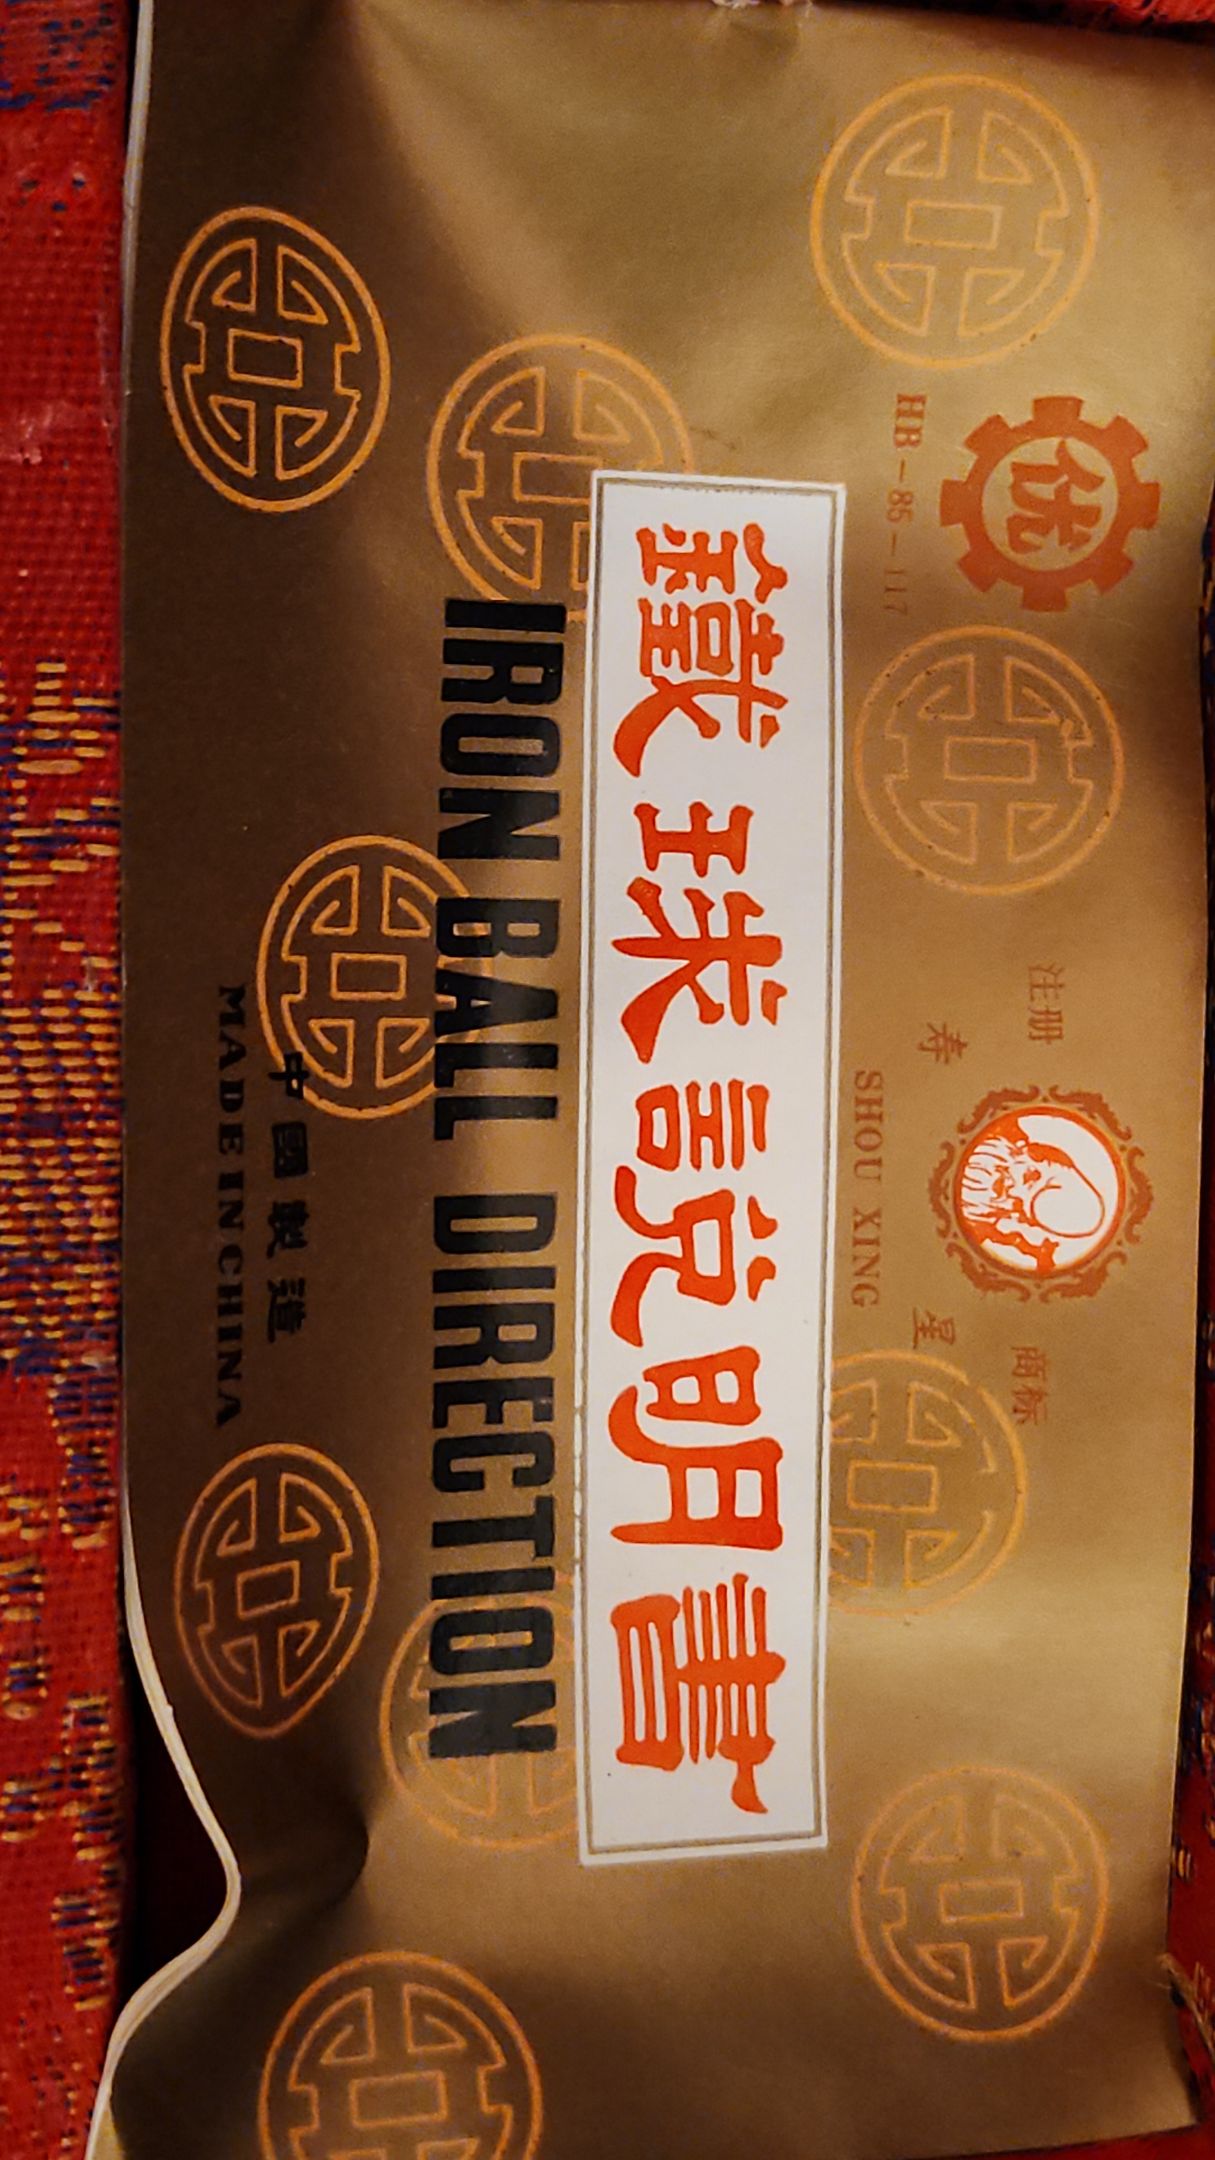 优
HB-85-117
注册 商标
寿 星
SHOU XING
鐵球説明書
IRON BALL DIRECTION
中國製造
MADE IN CHINA